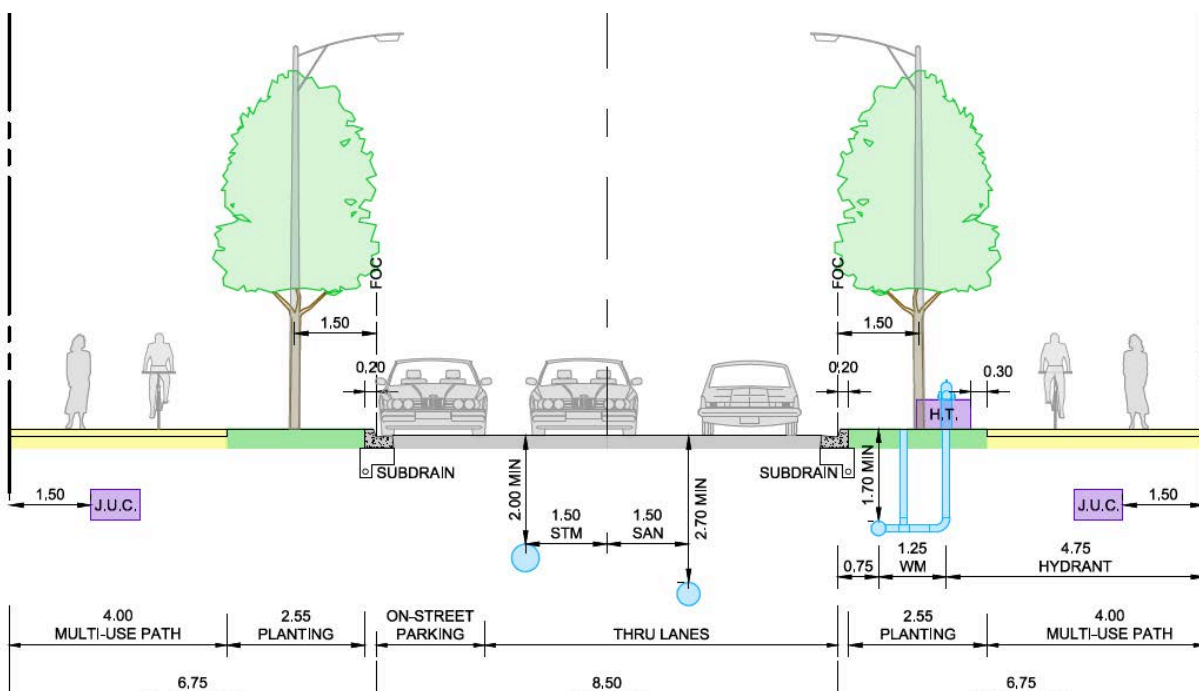 FOC
FOC
1.50
1.50
0.20
0.20
0.30
H.T.
SUBDRAIN
SUBDRAIN
1.50
J.U.C.
2.00 MIN
1.50
STM
1.50
SAN
2.70 MIN
1.70 MIN
J.U.C.
1.50
0.75
1.25
WM
4.75
HYDRANT
4.00
MULTI-USE PATH
2.55
PLANTING
ON-STREET
PARKING
THRU LANES
2.55
PLANTING
4.00
MULTI-USE PATH
6.75
8.50
6.75